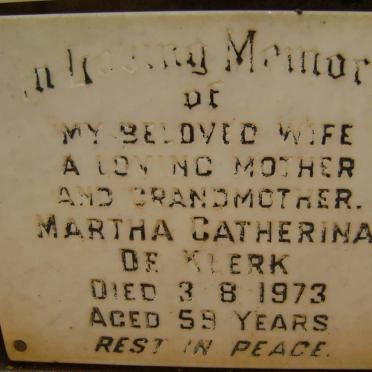 In Loving Memory
of
MY BELOVED WIFE
A LOVING MOTHER
AND GRANDMOTHER.
MARTHA CATHERINA
DE KLERK
DIED 3 8 1973
AGED 59 YEARS
REST IN PEACE.